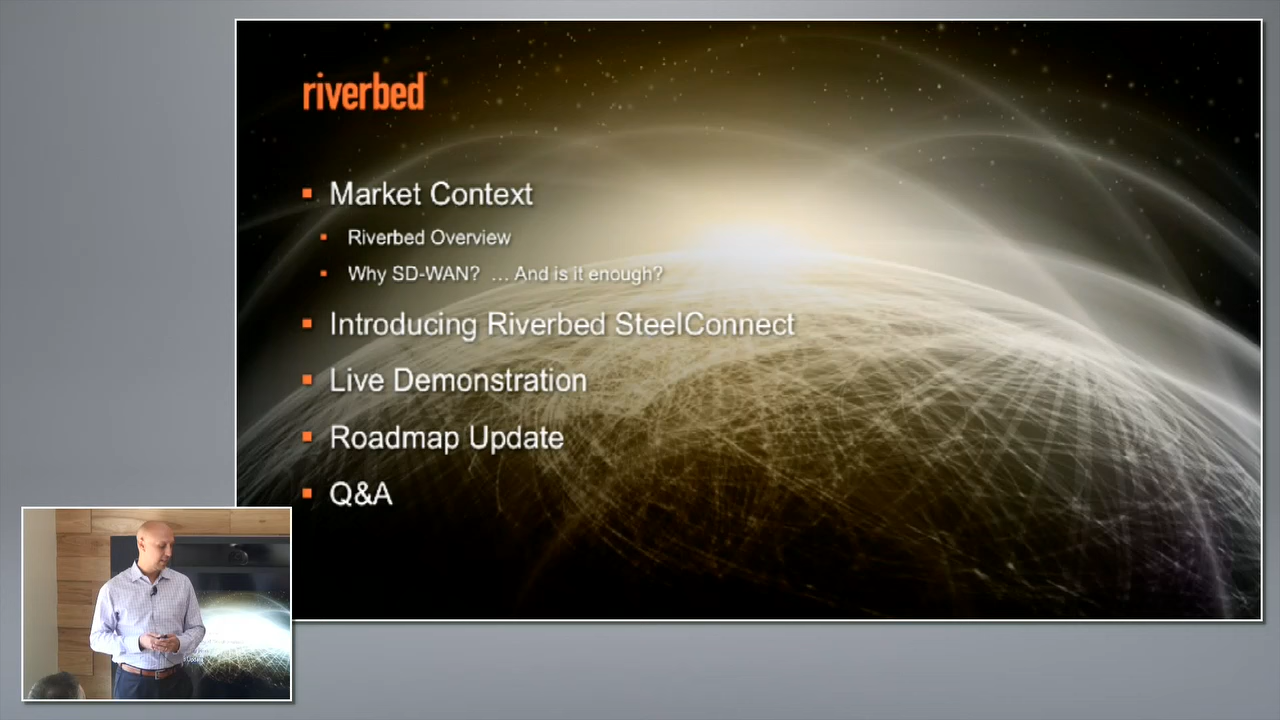 riverbed
Market Context
Riverbed Overview
Why SD-WAN? … And is it enough?
Introducing Riverbed SteelConnect
Live Demonstration
Roadmap Update
Q&A